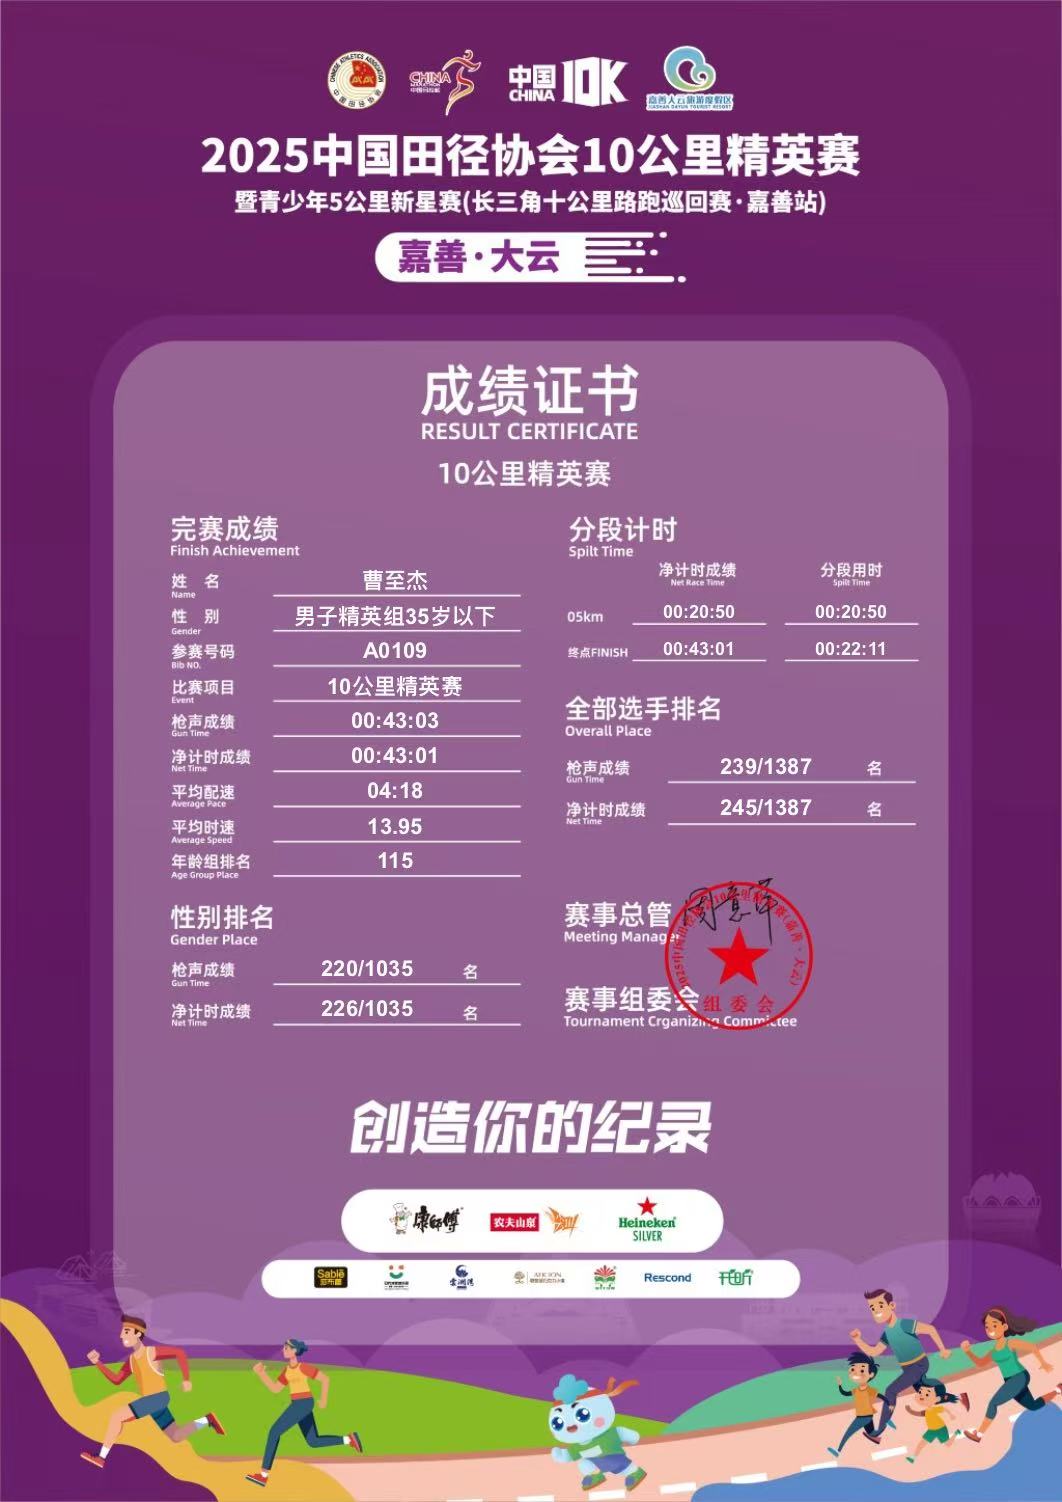 CHINESE ATHLETICS ASSOCIATION
中国田径协会
CHINA
中国
CHINA 10K
嘉善大云旅游度假区
JIASHAN DAYUN TOURIST RESORT
2025中国田径协会10公里精英赛
暨青少年5公里新星赛(长三角十公里路跑巡回赛·嘉善站)
嘉善·大云
成绩证书
RESULT CERTIFICATE
10公里精英赛
完赛成绩
Finish Achievement
姓 名 曹至杰
Name
性 别 男子精英组35岁以下
Gender
参赛号码 A0109
Bib NO.
比赛项目 10公里精英赛
Event
枪声成绩 00:43:03
Gun Time
净计时成绩 00:43:01
Net Time
平均配速 04:18
Average Pace
平均时速 13.95
Average Speed
年龄组排名 115
Age Group Place
性别排名
Gender Place
枪声成绩 220/1035 名
Gun Time
净计时成绩 226/1035 名
Net Time
分段计时
Spilt Time
净计时成绩 分段用时
Net Race Time Spilt Time
05km 00:20:50 00:20:50
终点FINISH 00:43:01 00:22:11
全部选手排名
Overall Place
枪声成绩 239/1387 名
Gun Time
净计时成绩 245/1387 名
Net Time
赛事总管
Meeting Manager
赛事组委会
Tournament Crganizing Commictee
组委会
创造你的纪录
康师傅 农夫山泉 Heineken
SILVER
Sablē Rescond